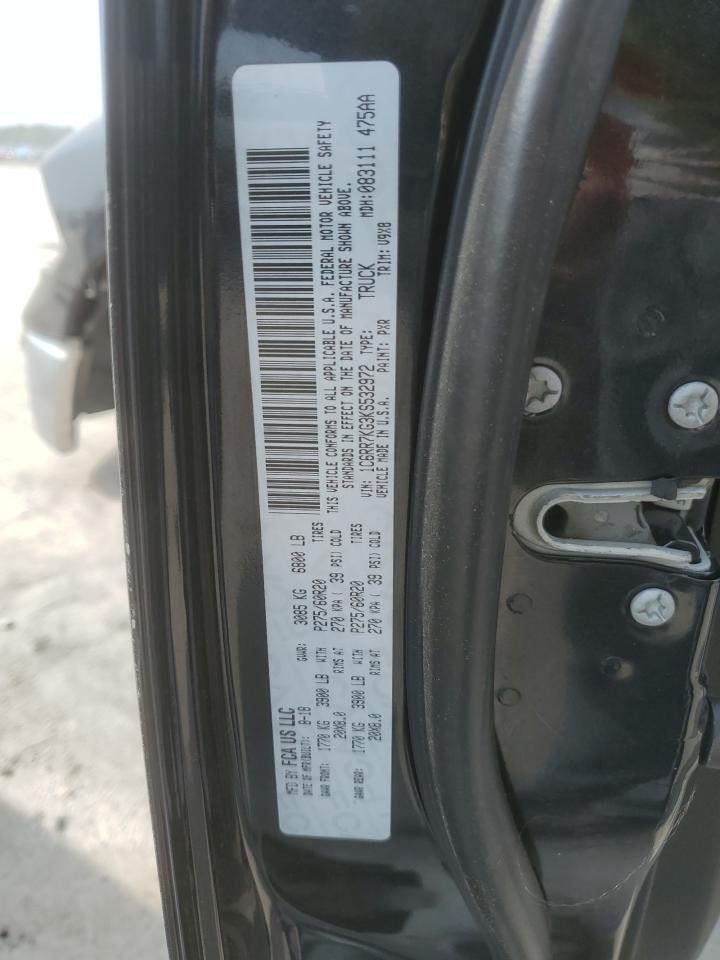 MFD BY FCA US LLC
DATE OF MFR(BUILT): 8-18 GVWR: 3085 KG 6800 LB
GAWR FRONT: 1770 KG 3900 LB WITH P275/60R20 TIRES
20X8.0 RIMS AT 270 KPA ( 39 PSI) COLD
GAWR REAR: 1770 KG 3900 LB WITH P275/60R20 TIRES
20X8.0 RIMS AT 270 KPA ( 39 PSI) COLD
THIS VEHICLE CONFORMS TO ALL APPLICABLE U.S.A. FEDERAL MOTOR VEHICLE SAFETY
STANDARDS IN EFFECT ON THE DATE OF MANUFACTURE SHOWN ABOVE.
VIN: 1C6RR7KG3KS532972 TYPE: TRUCK MDH:083111 475AA
VEHICLE MADE IN U.S.A. PAINT: PXR TRIM: V9X8